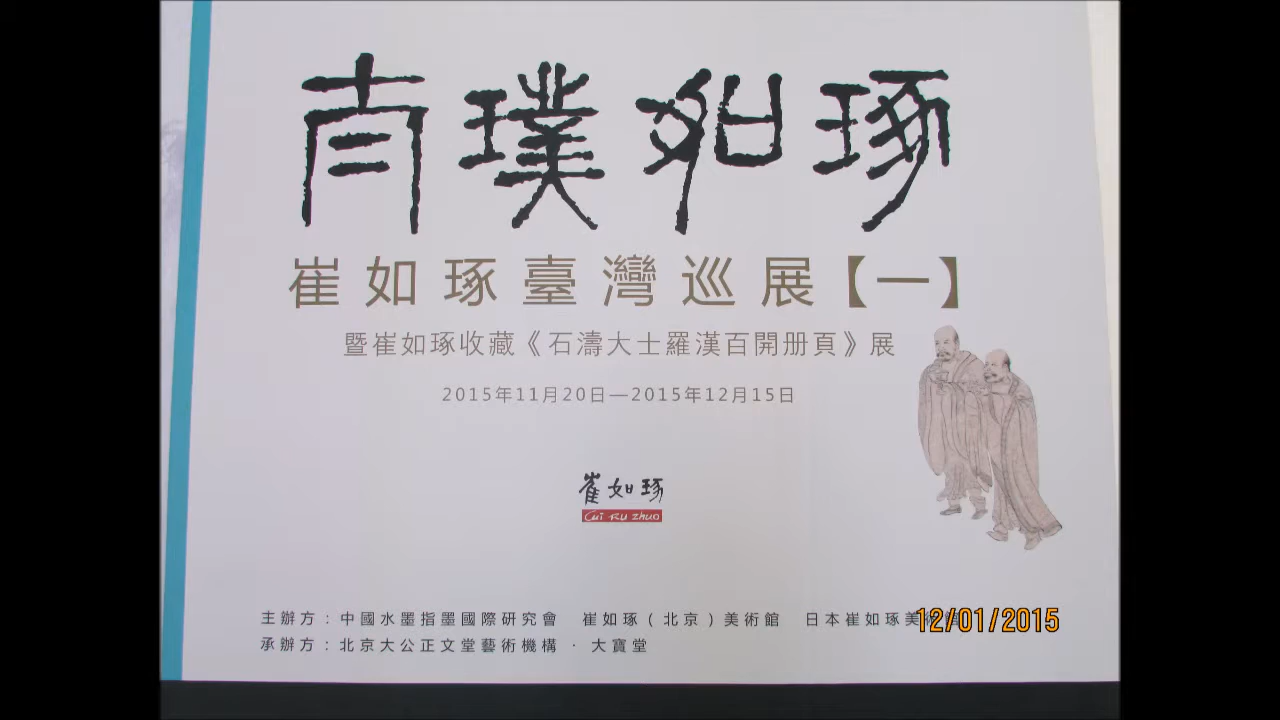 璞如琢
崔如琢臺灣巡展【一】
暨崔如琢收藏《石濤大士羅漢百開册頁》展
2015年11月20日—2015年12月15日
崔如琢
Cui Ru zhuo
主辦方：中國水墨指墨國際研究會 崔如琢（北京）美術館 日本崔如琢美術館
承辦方：北京大公正文堂藝術機構 · 大寶堂
12/01/2015